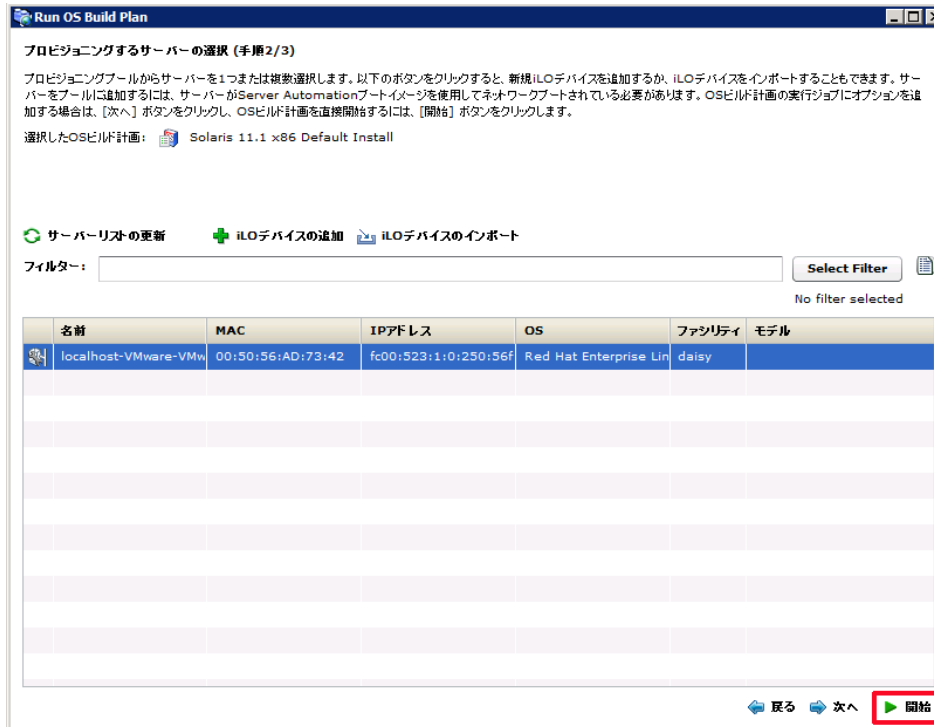 Run OS Build Plan
プロビジョニングするサーバーの選択 (手順2/3)
プロビジョニングプールからサーバーを1つまたは複数選択します。以下のボタンをクリックすると、新規iLOデバイスを追加するか、iLOデバイスをインポートすることもできます。サー
バーをプールに追加するには、サーバーがServer Automationブートイメージを使用してネットワークブートされている必要があります。OSビルド計画の実行ジョブにオプションを追
加する場合は、[次へ] ボタンをクリックし、OSビルド計画を直接開始するには、[開始] ボタンをクリックします。
選択したOSビルド計画: Solaris 11.1 x86 Default Install
サーバーリストの更新 iLOデバイスの追加 iLOデバイスのインポート
フィルター: Select Filter
No filter selected
名前 MAC IPアドレス OS ファシリティ モデル
localhost-VMware-VMw 00:50:56:AD:73:42 fc00:523:1:0:250:56f Red Hat Enterprise Lin daisy
戻る 次へ 開始